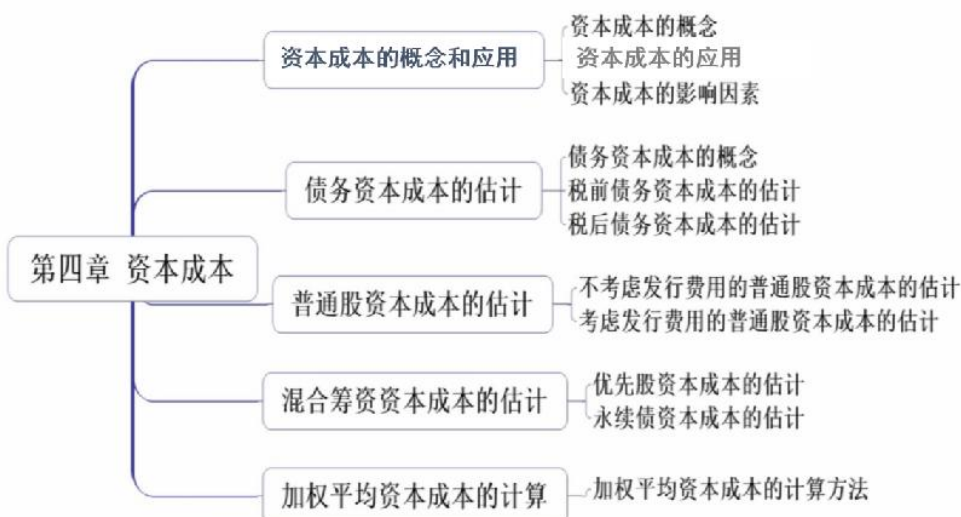 第四章 资本成本
资本成本的概念和应用
资本成本的概念
资本成本的应用
资本成本的影响因素
债务资本成本的估计
债务资本成本的概念
税前债务资本成本的估计
税后债务资本成本的估计
普通股资本成本的估计
不考虑发行费用的普通股资本成本的估计
考虑发行费用的普通股资本成本的估计
混合筹资资本成本的估计
优先股资本成本的估计
永续债资本成本的估计
加权平均资本成本的计算
加权平均资本成本的计算方法